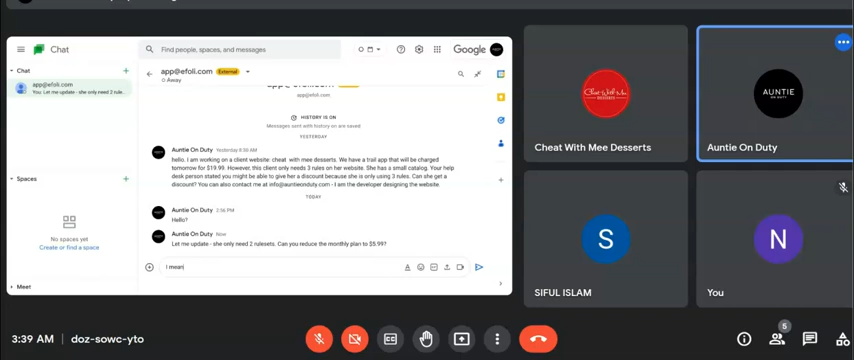 Chat
Find people, spaces, and messages
Google
Chat
app@efoli.com
You: Let me update - she only need 2 rule...
Spaces
No spaces yet
Create or find a space
Meet
app@efoli.com External
Away
app@efoli.com
HISTORY IS ON
Messages sent with history on are saved
YESTERDAY
Auntie On Duty Yesterday 8:30 AM
hello. I am working on a client website: cheat with mee desserts. We have a trail app that will be charged
tomorrow for $19.99. However, this client only needs 3 rules on her website. She has a small catalog. Your help
desk person stated you might be able to give her a discount because she is only using 3 rules. Can she get a
discount? You can also contact me at info@auntieonduty.com - I am the developer designing the website.
TODAY
Auntie On Duty 2:56 PM
Hello?
Auntie On Duty Now
Let me update - she only need 2 rulesets. Can you reduce the monthly plan to $5.99?
I mean
Cheat With Mee
DESSERTS
Cheat With Mee Desserts
AUNTIE
ON DUTY
Auntie On Duty
S
SIFUL ISLAM
N
You
3:39 AM | doz-sowc-yto
5